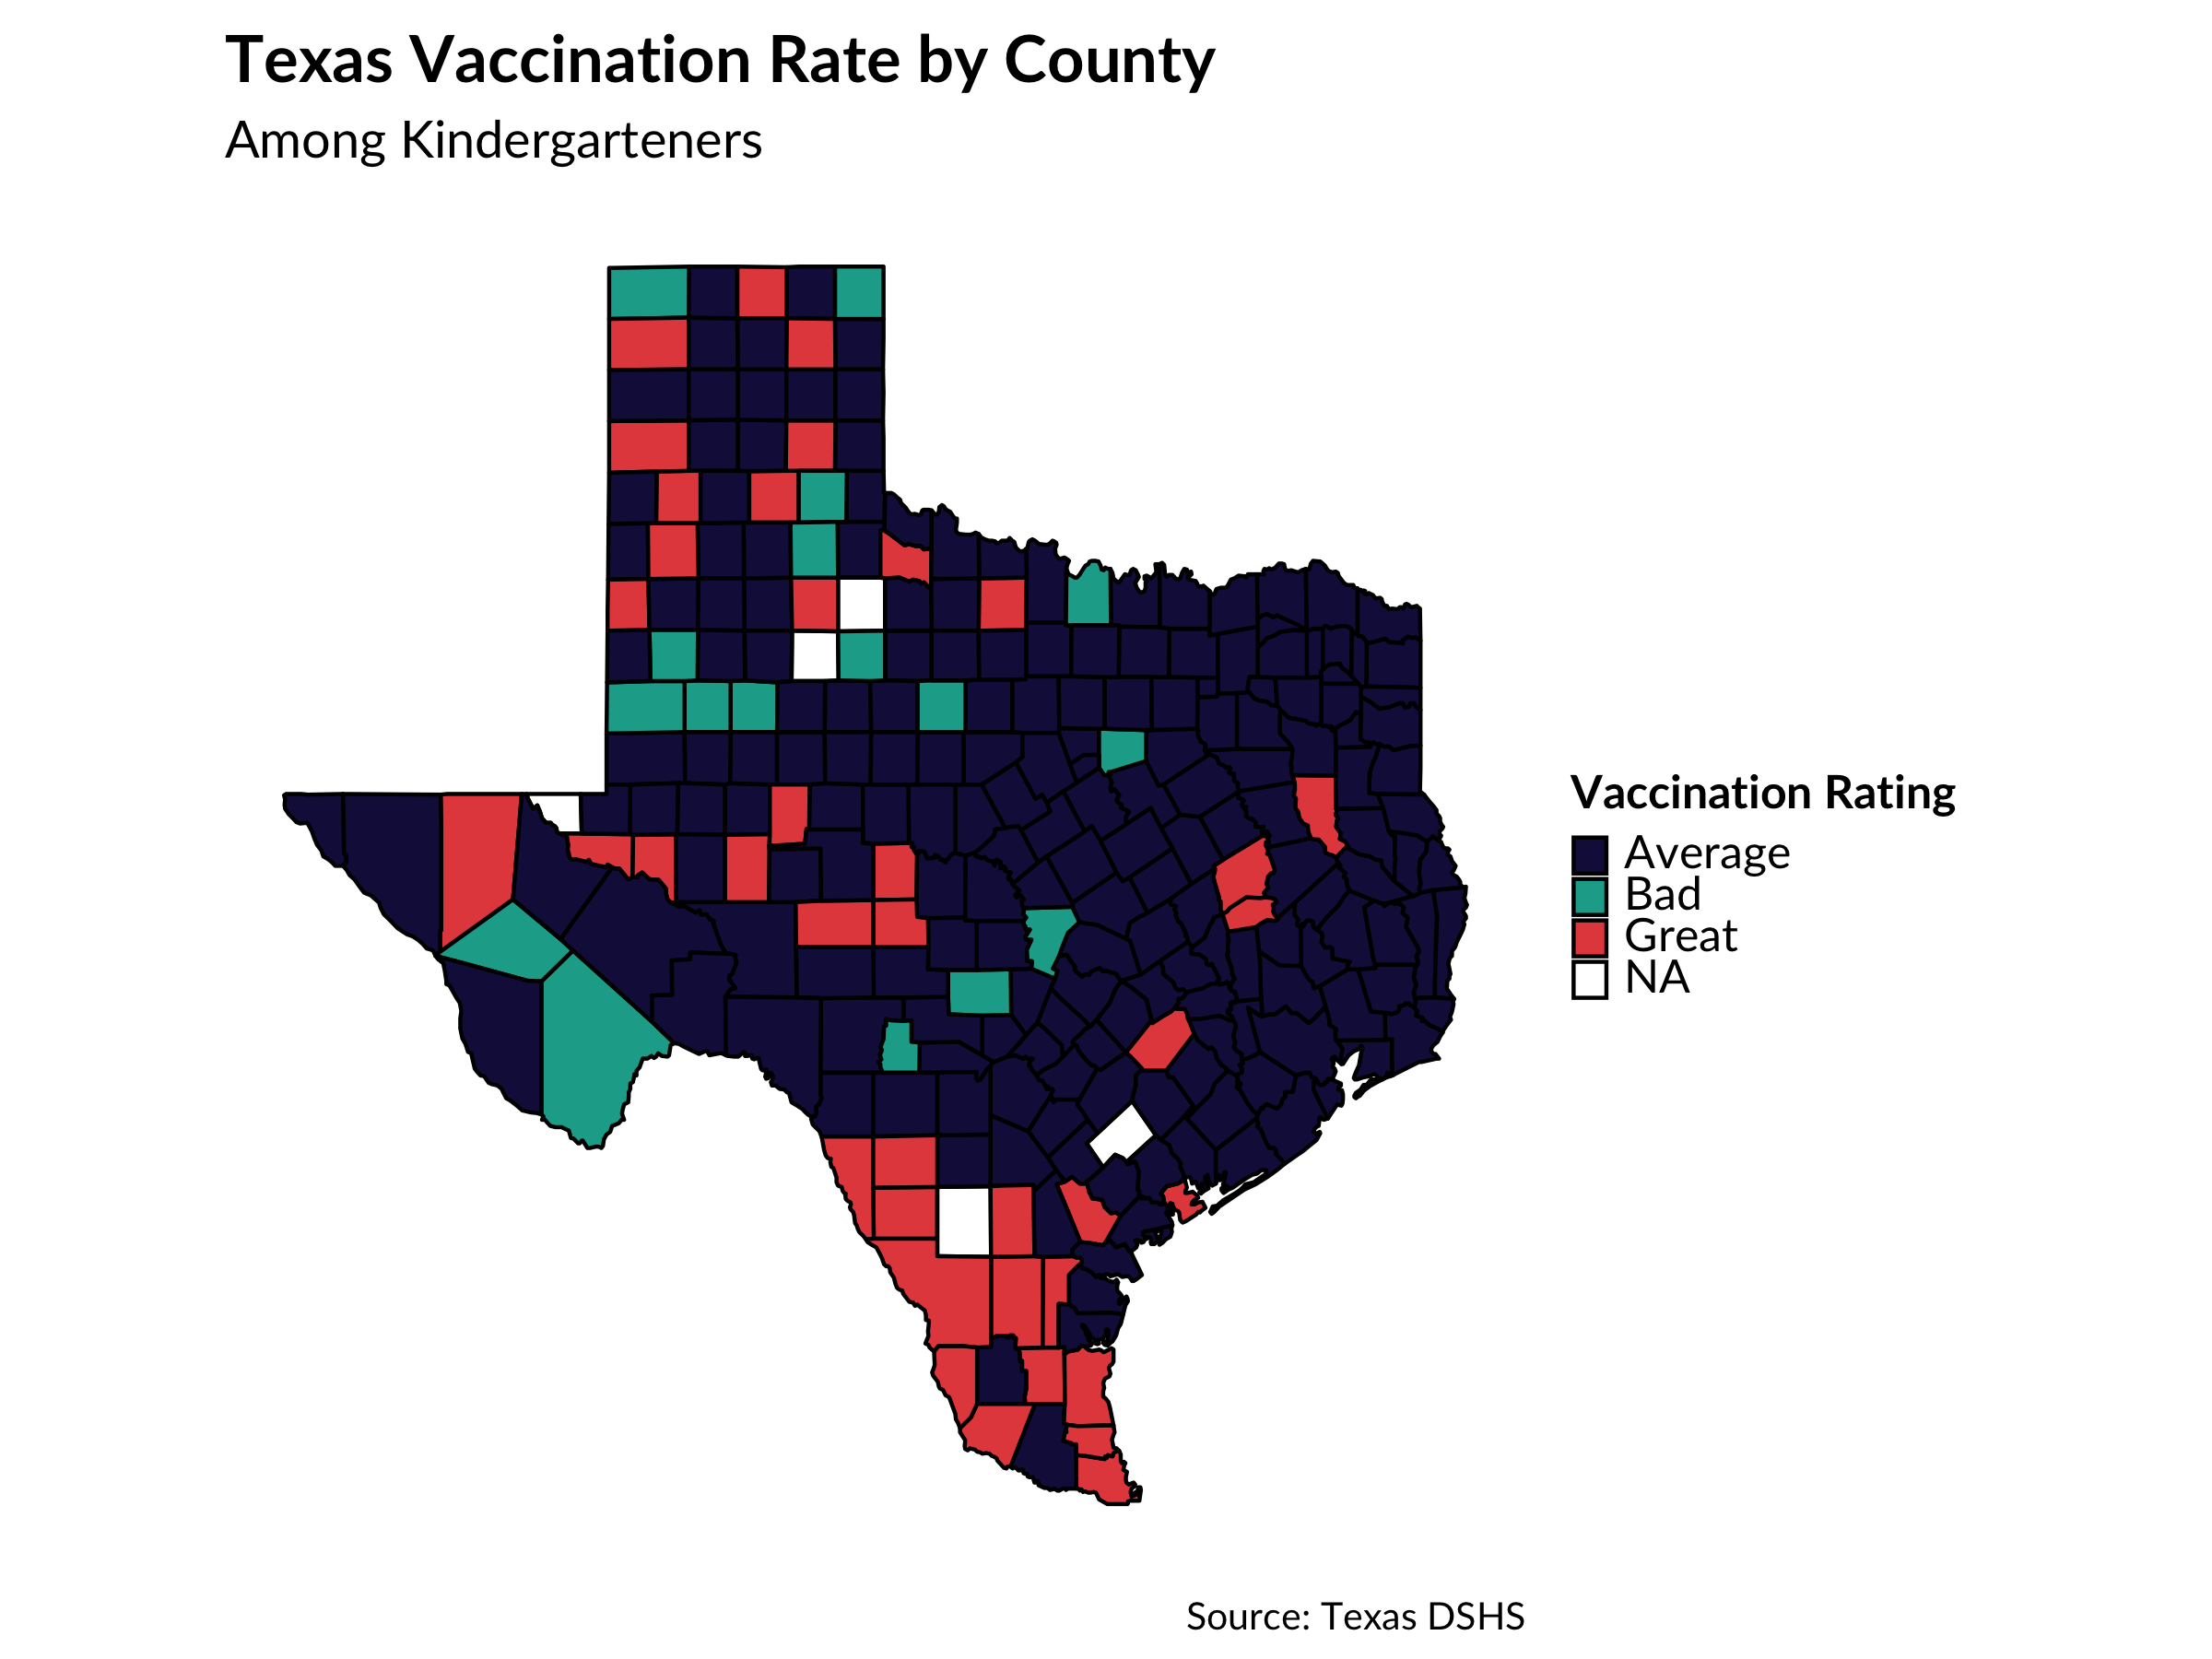 Texas Vaccination Rate by County
Among Kindergarteners
Vaccination Rating
Average
Bad
Great
NA
Source: Texas DSHS